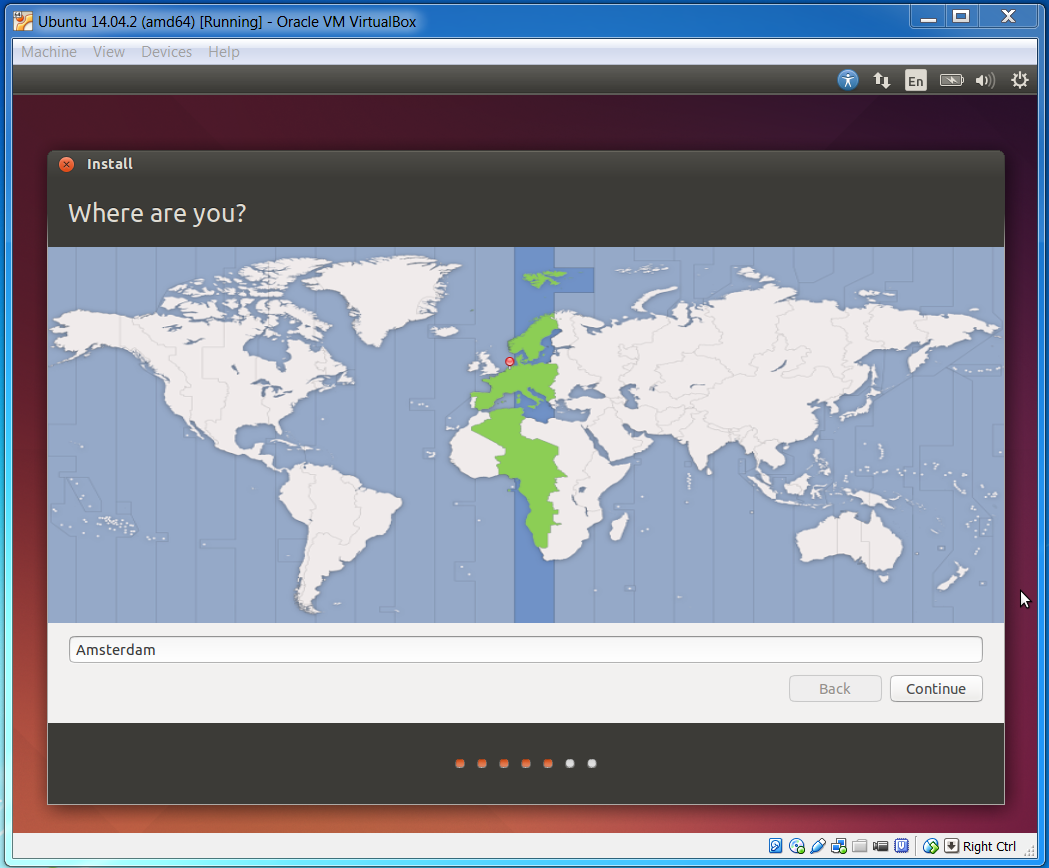 Ubuntu 14.04.2 (amd64) [Running] - Oracle VM VirtualBox
Machine View Devices Help
En
Install
Where are you?
Amsterdam
Back Continue
Right Ctrl